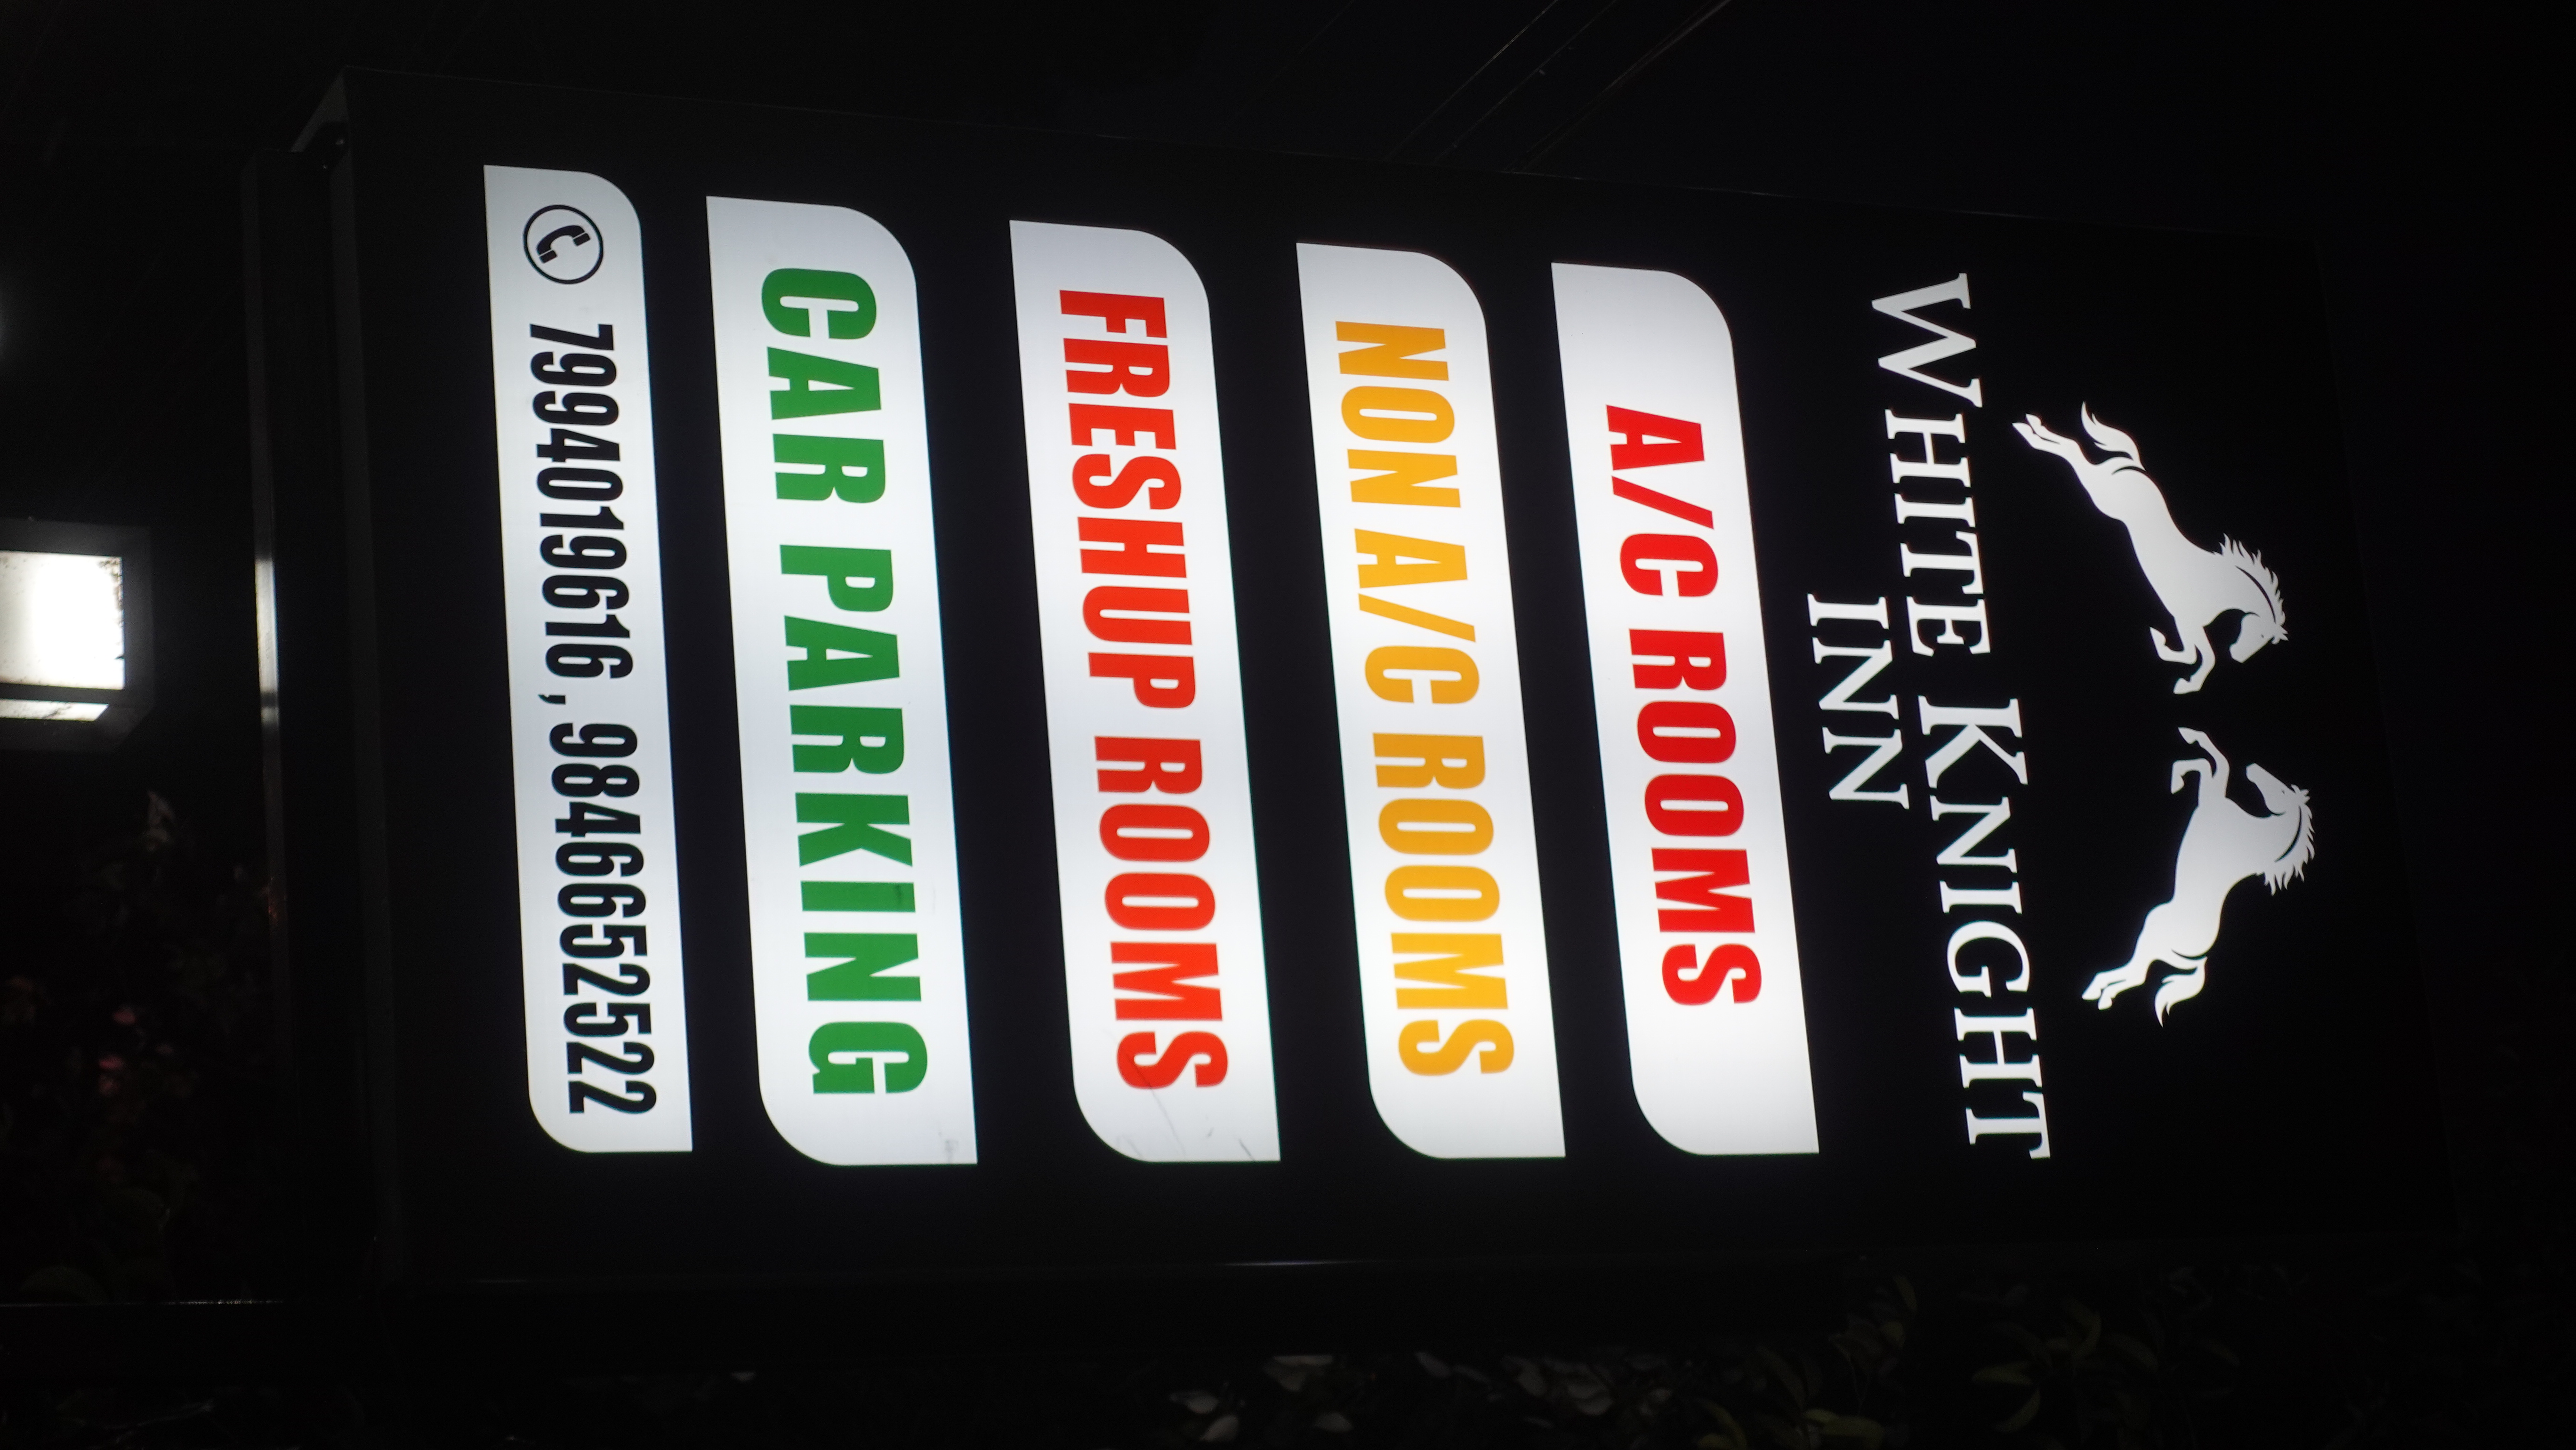 WHITE KNIGHT
INN
A/C ROOMS
NON A/C ROOMS
FRESHUP ROOMS
CAR PARKING
7994019616, 9846652522